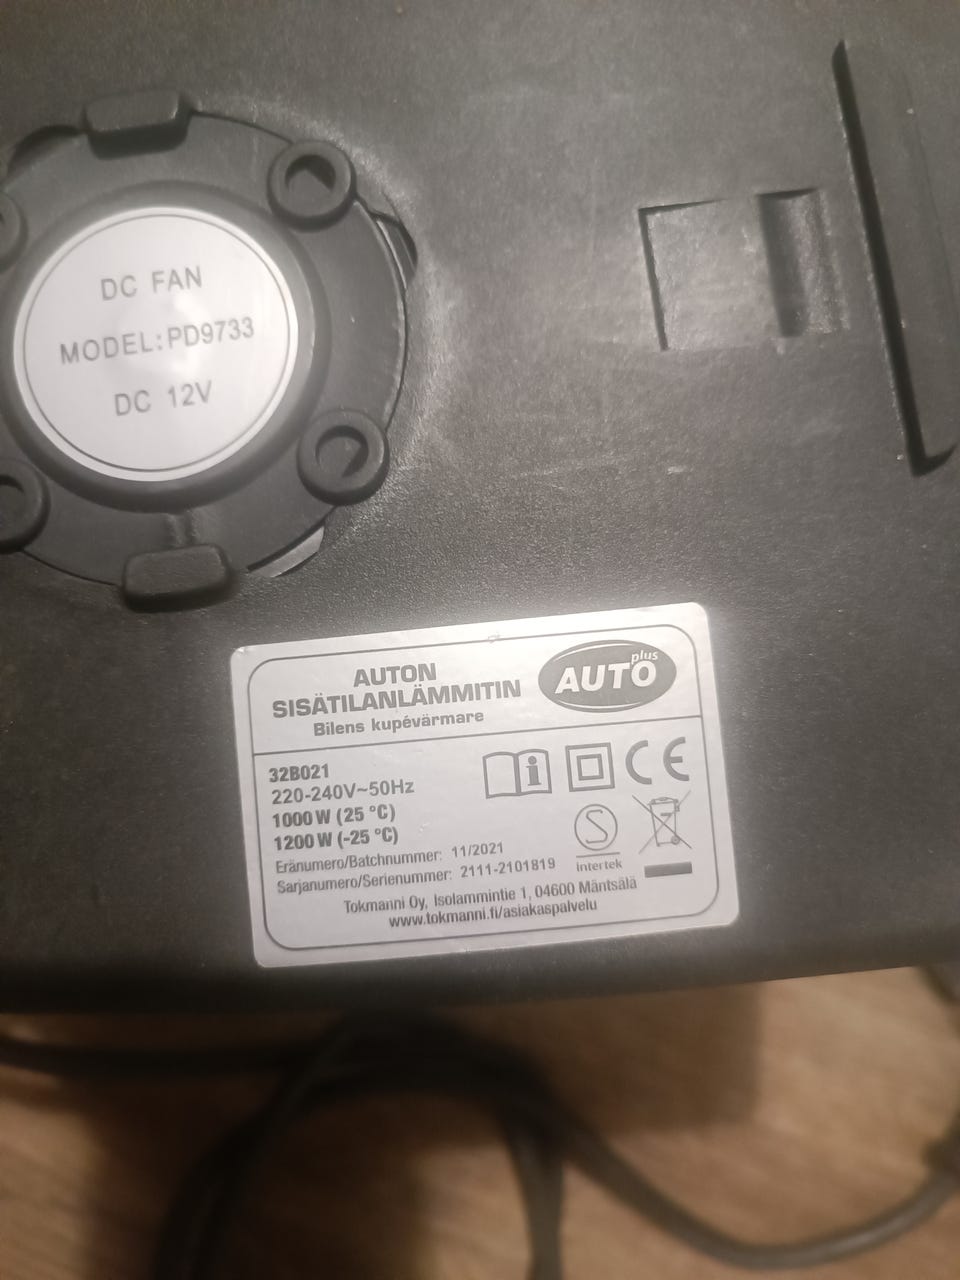 DC FAN
MODEL:PD9733
DC 12V
AUTON
SISÄTILANLÄMMITIN
Bilens kupévärmare
AUTO plus
32B021
220-240V~50Hz
1000 W (25 °C)
1200 W (-25 °C)
CE
S
intertek
Eränumero/Batchnummer: 11/2021
Sarjanumero/Serienummer: 2111-2101819
Tokmanni Oy, Isolammintie 1, 04600 Mäntsälä
www.tokmanni.fi/asiakaspalvelu